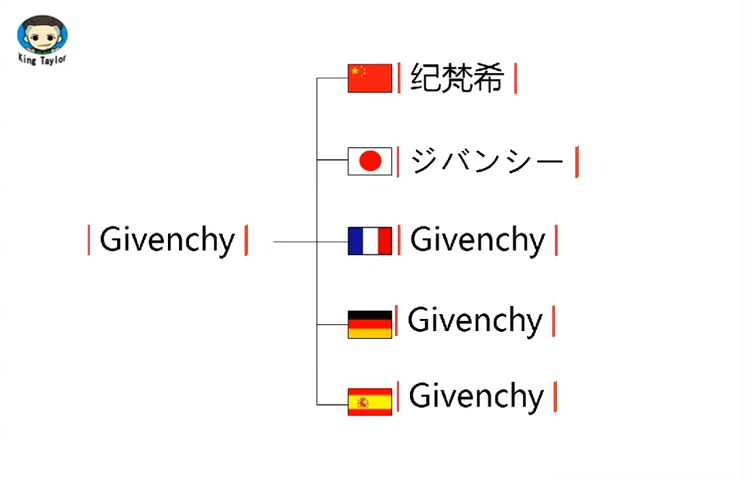 King Taylor
纪梵希
ジバンシー
Givenchy
Givenchy
Givenchy
Givenchy